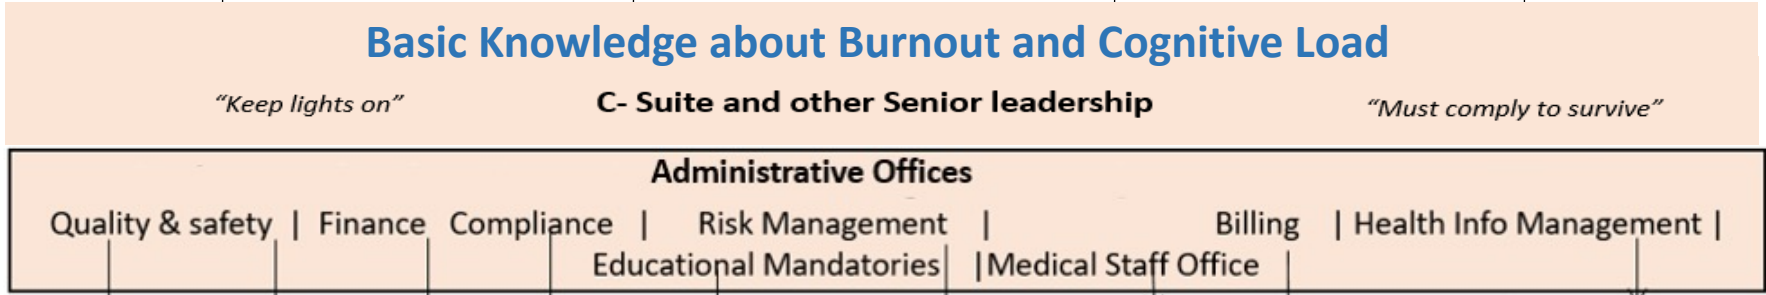 Basic Knowledge about Burnout and Cognitive Load
“Keep lights on” C- Suite and other Senior leadership “Must comply to survive”
Administrative Offices
Quality & safety | Finance Compliance | Risk Management | Billing | Health Info Management |
Educational Mandatories | Medical Staff Office